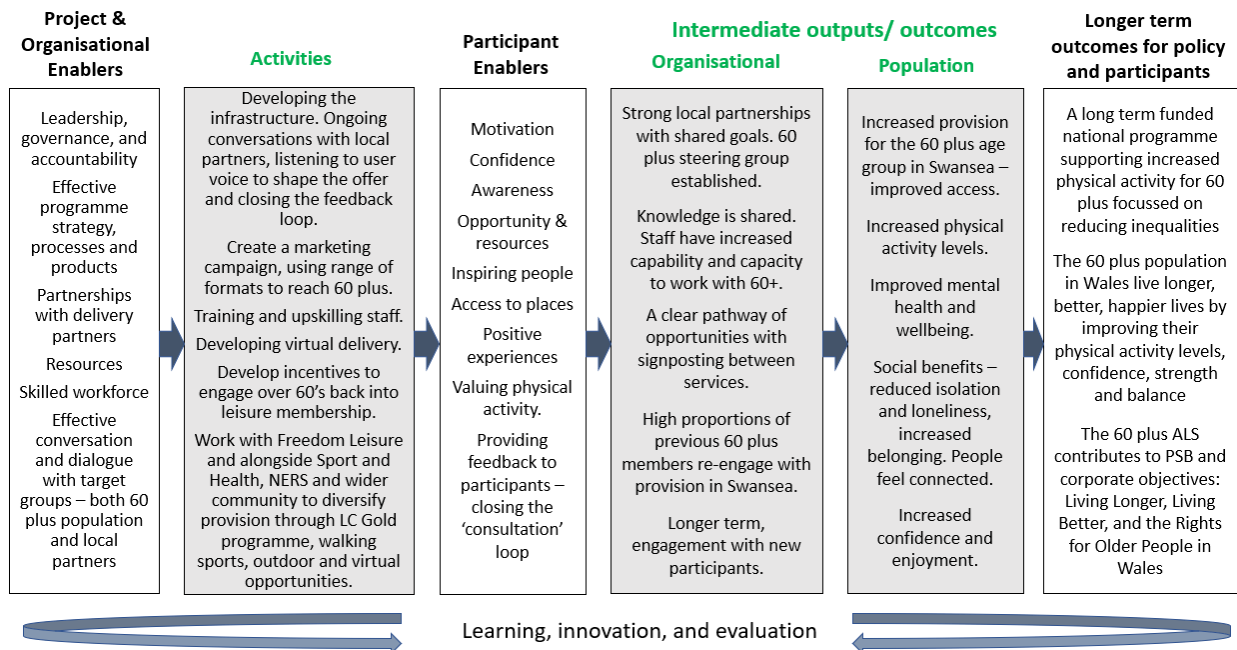 Project &
Organisational
Enablers
Leadership,
governance, and
accountability
Effective
programme
strategy,
processes and
products
Partnerships
with delivery
partners
Resources
Skilled workforce
Effective
conversation
and dialogue
with target
groups – both 60
plus population
and local
partners
Activities
Developing the
infrastructure. Ongoing
conversations with local
partners, listening to user
voice to shape the offer
and closing the feedback
loop.
Create a marketing
campaign, using range of
formats to reach 60 plus.
Training and upskilling staff.
Developing virtual delivery.
Develop incentives to
engage over 60's back into
leisure membership.
Work with Freedom Leisure
and alongside Sport and
Health, NERS and wider
community to diversify
provision through LC Gold
programme, walking
sports, outdoor and virtual
opportunities.
Participant
Enablers
Motivation
Confidence
Awareness
Opportunity &
resources
Inspiring people
Access to places
Positive
experiences
Valuing physical
activity.
Providing
feedback to
participants –
closing the
'consultation'
loop
Intermediate outputs/ outcomes
Organisational
Strong local partnerships
with shared goals. 60
plus steering group
established.
Knowledge is shared.
Staff have increased
capability and capacity
to work with 60+.
A clear pathway of
opportunities with
signposting between
services.
High proportions of
previous 60 plus
members re-engage with
provision in Swansea.
Longer term,
engagement with new
participants.
Population
Increased provision
for the 60 plus age
group in Swansea –
improved access.
Increased physical
activity levels.
Improved mental
health and
wellbeing.
Social benefits –
reduced isolation
and loneliness,
increased
belonging. People
feel connected.
Increased
confidence and
enjoyment.
Longer term
outcomes for policy
and participants
A long term funded
national programme
supporting increased
physical activity for 60
plus focussed on
reducing inequalities
The 60 plus population
in Wales live longer,
better, happier lives by
improving their
physical activity levels,
confidence, strength
and balance
The 60 plus ALS
contributes to PSB and
corporate objectives:
Living Longer, Living
Better, and the Rights
for Older People in
Wales
Learning, innovation, and evaluation